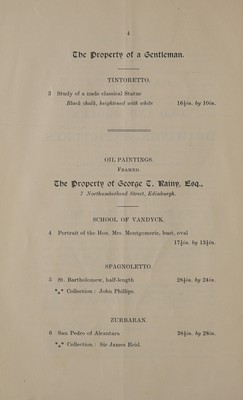 4
The Property of a Gentleman.
TINTORETTO.
3 Study of a nude classical Statue
Black chalk, heightened with white 16½in. by 10in.
OIL PAINTINGS.
FRAMED.
The Property of George T. Rainy, Esq.,
2 Northumberland Street, Edinburgh.
SCHOOL OF VANDYCK.
4 Portrait of the Hon. Mrs. Montgomerie, bust, oval
17½in. by 13½in.
SPAGNOLETTO.
5 St. Bartholomew, half-length 28½in. by 24in.
*** Collection : John Phillips.
ZURBARAN.
6 San Pedro of Alcantara 36½in. by 28in.
*** Collection : Sir James Reid.